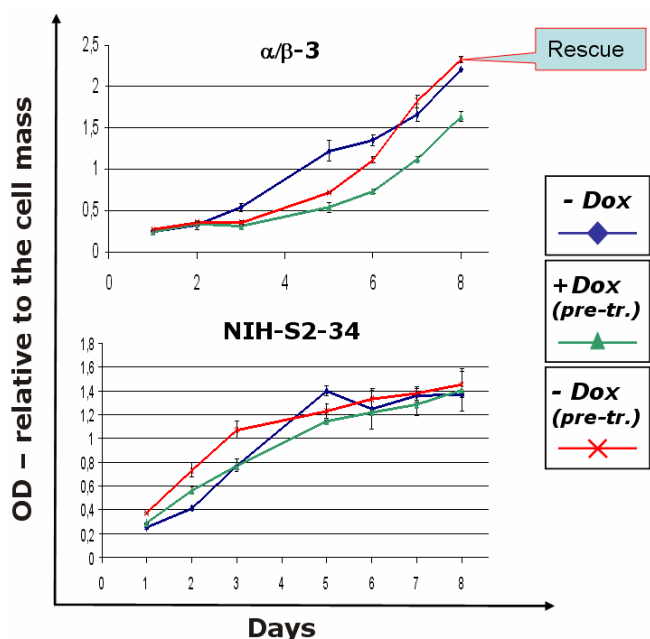 α/β-3
Rescue
2,5
2
1,5
1
0,5
0
0 2 4 6 8
OD – relative to the cell mass
NIH-S2-34
1,8
1,6
1,4
1,2
1
0,8
0,6
0,4
0,2
0
0 1 2 3 4 5 6 7 8
Days
- Dox
+Dox
(pre-tr.)
- Dox
(pre-tr.)